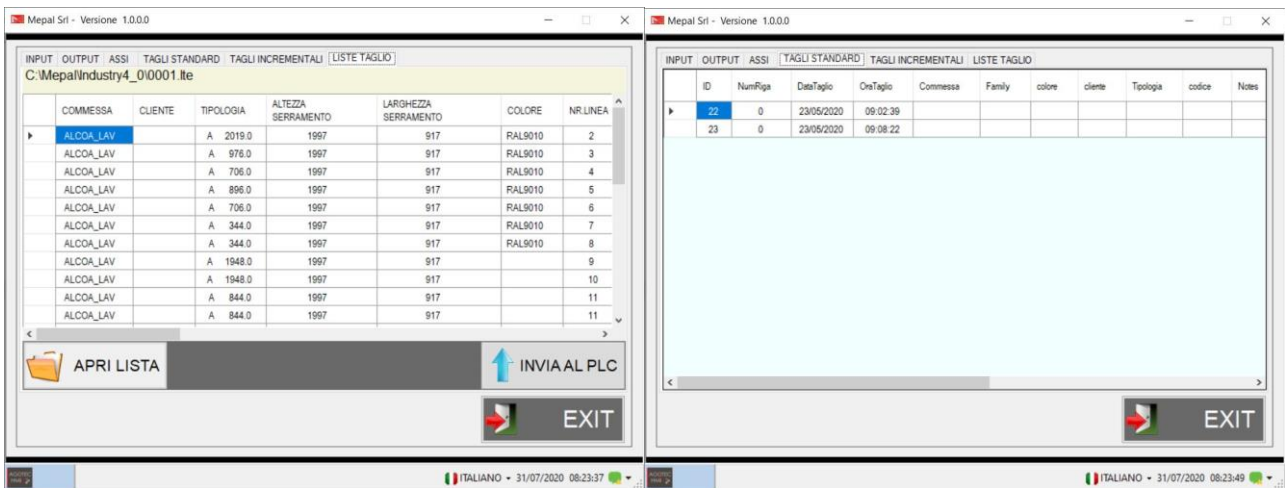 Mepal Srl - Versione 1.0.0.0
INPUT OUTPUT ASSI TAGLI STANDARD TAGLI INCREMENTALI LISTE TAGLIO
C:\Mepal\Industry4_0\0001.lte
COMMESSA CLIENTE TIPOLOGIA ALTEZZA SERRAMENTO LARGHEZZA SERRAMENTO COLORE NR.LINEA
ALCOA_LAV A 2019.0 1997 917 RAL9010 2
ALCOA_LAV A 976.0 1997 917 RAL9010 3
ALCOA_LAV A 706.0 1997 917 RAL9010 4
ALCOA_LAV A 896.0 1997 917 RAL9010 5
ALCOA_LAV A 706.0 1997 917 RAL9010 6
ALCOA_LAV A 344.0 1997 917 RAL9010 7
ALCOA_LAV A 344.0 1997 917 RAL9010 8
ALCOA_LAV A 1948.0 1997 917 9
ALCOA_LAV A 1948.0 1997 917 10
ALCOA_LAV A 844.0 1997 917 11
ALCOA_LAV A 844.0 1997 917 11
APRI LISTA INVIA AL PLC
EXIT
ITALIANO 31/07/2020 08:23:37
Mepal Srl - Versione 1.0.0.0
INPUT OUTPUT ASSI TAGLI STANDARD TAGLI INCREMENTALI LISTE TAGLIO
ID NumRiga DataTaglio OraTaglio Commessa Family colore cliente Tipologia codice Notes
22 0 23/05/2020 09:02:39
23 0 23/05/2020 09:08:22
EXIT
ITALIANO 31/07/2020 08:23:49